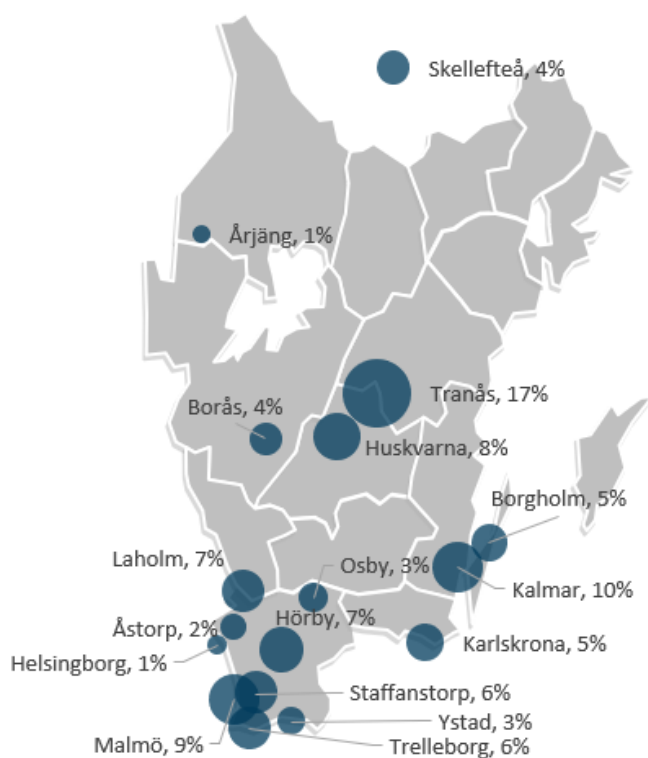 Skellefteå, 4%
Årjäng, 1%
Tranås, 17%
Borås, 4%
Huskvarna, 8%
Borgholm, 5%
Laholm, 7%
Osby, 3%
Kalmar, 10%
Hörby, 7%
Åstorp, 2%
Karlskrona, 5%
Helsingborg, 1%
Staffanstorp, 6%
Ystad, 3%
Malmö, 9%
Trelleborg, 6%